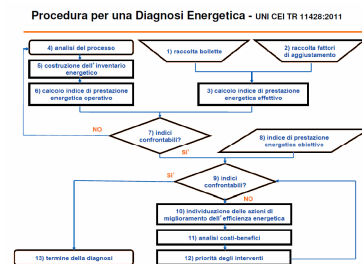 Procedura per una Diagnosi Energetica - UNI CEI TR 11428:2011
4) analisi del processo
1) raccolta bollette
2) raccolta fattori
di aggiustamento
5) costruzione dell'inventario
energetico
6) calcolo indice di prestazione
energetica operativo
3) calcolo indice di prestazione
energetica effettivo
NO
7) indici
confrontabili?
SI'
8) indice di prestazione
energetica obiettivo
SI'
9) indici
confrontabili?
NO
10) individuazione delle azioni di
miglioramento dell'efficienza energetica
11) analisi costi-benefici
13) termine della diagnosi
12) priorità degli interventi